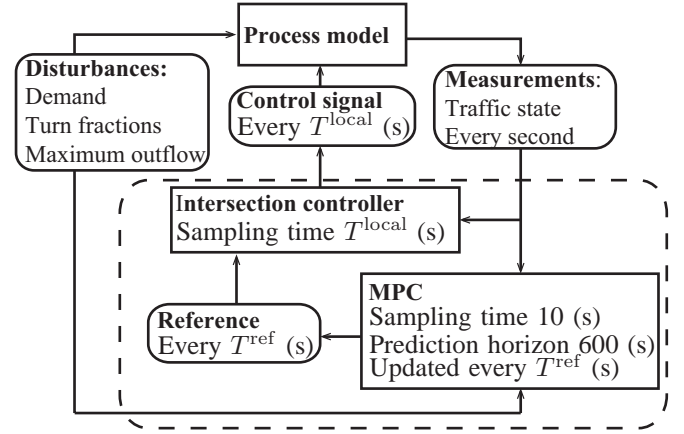 Process model
Disturbances:
Demand
Turn fractions
Maximum outflow
Control signal
Every T^local (s)
Measurements:
Traffic state
Every second
Intersection controller
Sampling time T^local (s)
MPC
Sampling time 10 (s)
Prediction horizon 600 (s)
Updated every T^ref (s)
Reference
Every T^ref (s)